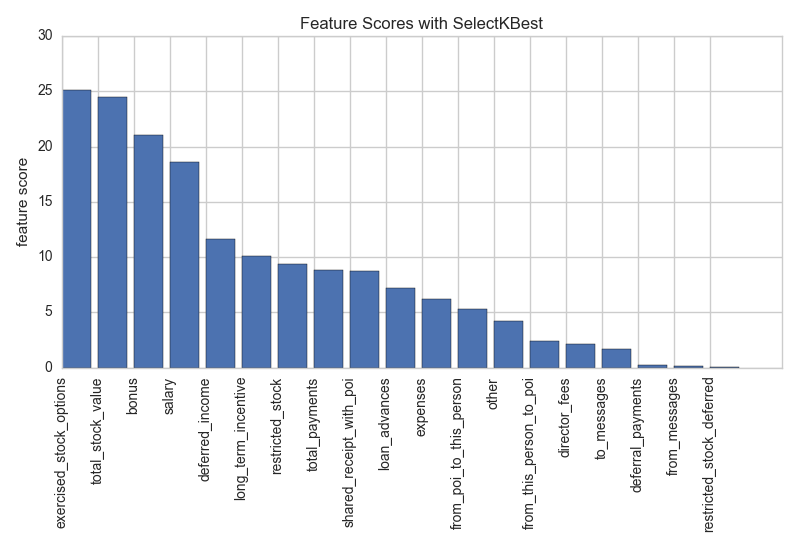 Feature Scores with SelectKBest
30
25
20
15
10
5
0
feature score
exercised_stock_options
total_stock_value
bonus
salary
deferred_income
long_term_incentive
restricted_stock
total_payments
shared_receipt_with_poi
loan_advances
expenses
from_poi_to_this_person
other
from_this_person_to_poi
director_fees
to_messages
deferral_payments
from_messages
restricted_stock_deferred